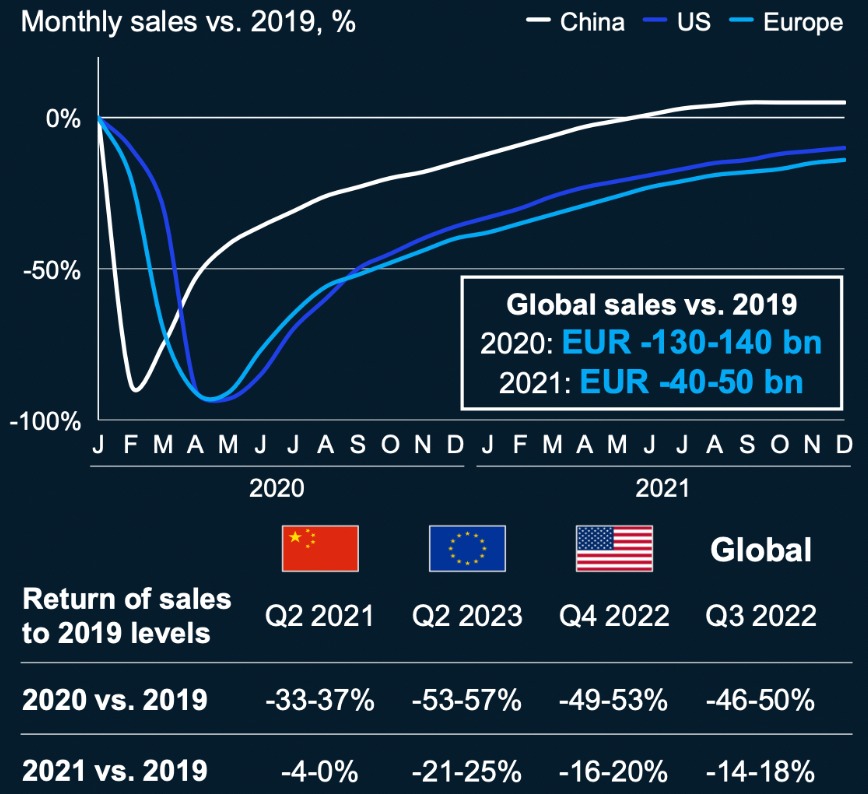 Monthly sales vs. 2019, %
China US Europe
0%
-50%
-100%
Global sales vs. 2019
2020: EUR -130-140 bn
2021: EUR -40-50 bn
J F M A M J J A S O N D J F M A M J J A S O N D
2020 2021
Global
Return of sales
to 2019 levels
Q2 2021 Q2 2023 Q4 2022 Q3 2022
2020 vs. 2019 -33-37% -53-57% -49-53% -46-50%
2021 vs. 2019 -4-0% -21-25% -16-20% -14-18%